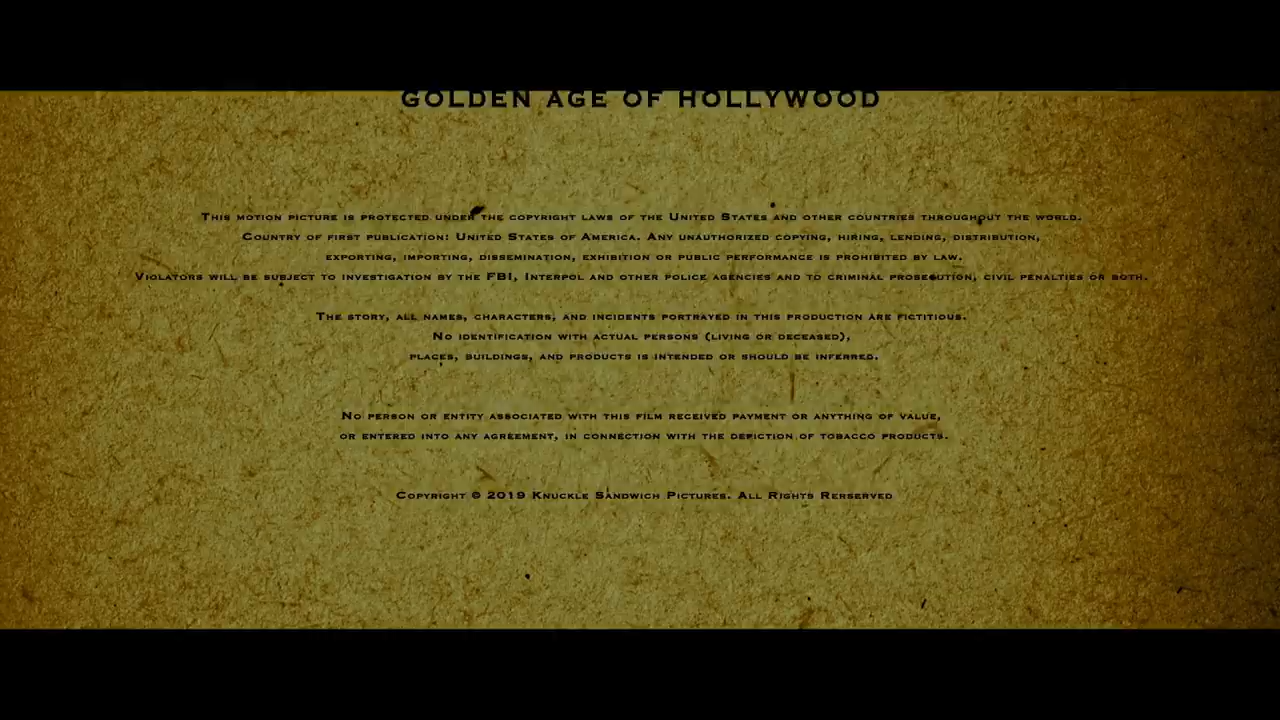 GOLDEN AGE OF HOLLYWOOD
This motion picture is protected under the copyright laws of the United States and other countries throughout the world.
Country of first publication: United States of America. Any unauthorized copying, hiring, lending, distribution,
exporting, importing, dissemination, exhibition or public performance is prohibited by law.
Violators will be subject to investigation by the FBI, Interpol and other police agencies and to criminal prosecution, civil penalties or both.
The story, all names, characters, and incidents portrayed in this production are fictitious.
No identification with actual persons (living or deceased),
places, buildings, and products is intended or should be inferred.
No person or entity associated with this film received payment or anything of value,
or entered into any agreement, in connection with the depiction of tobacco products.
Copyright © 2019 Knuckle Sandwich Pictures. All Rights Rerserved